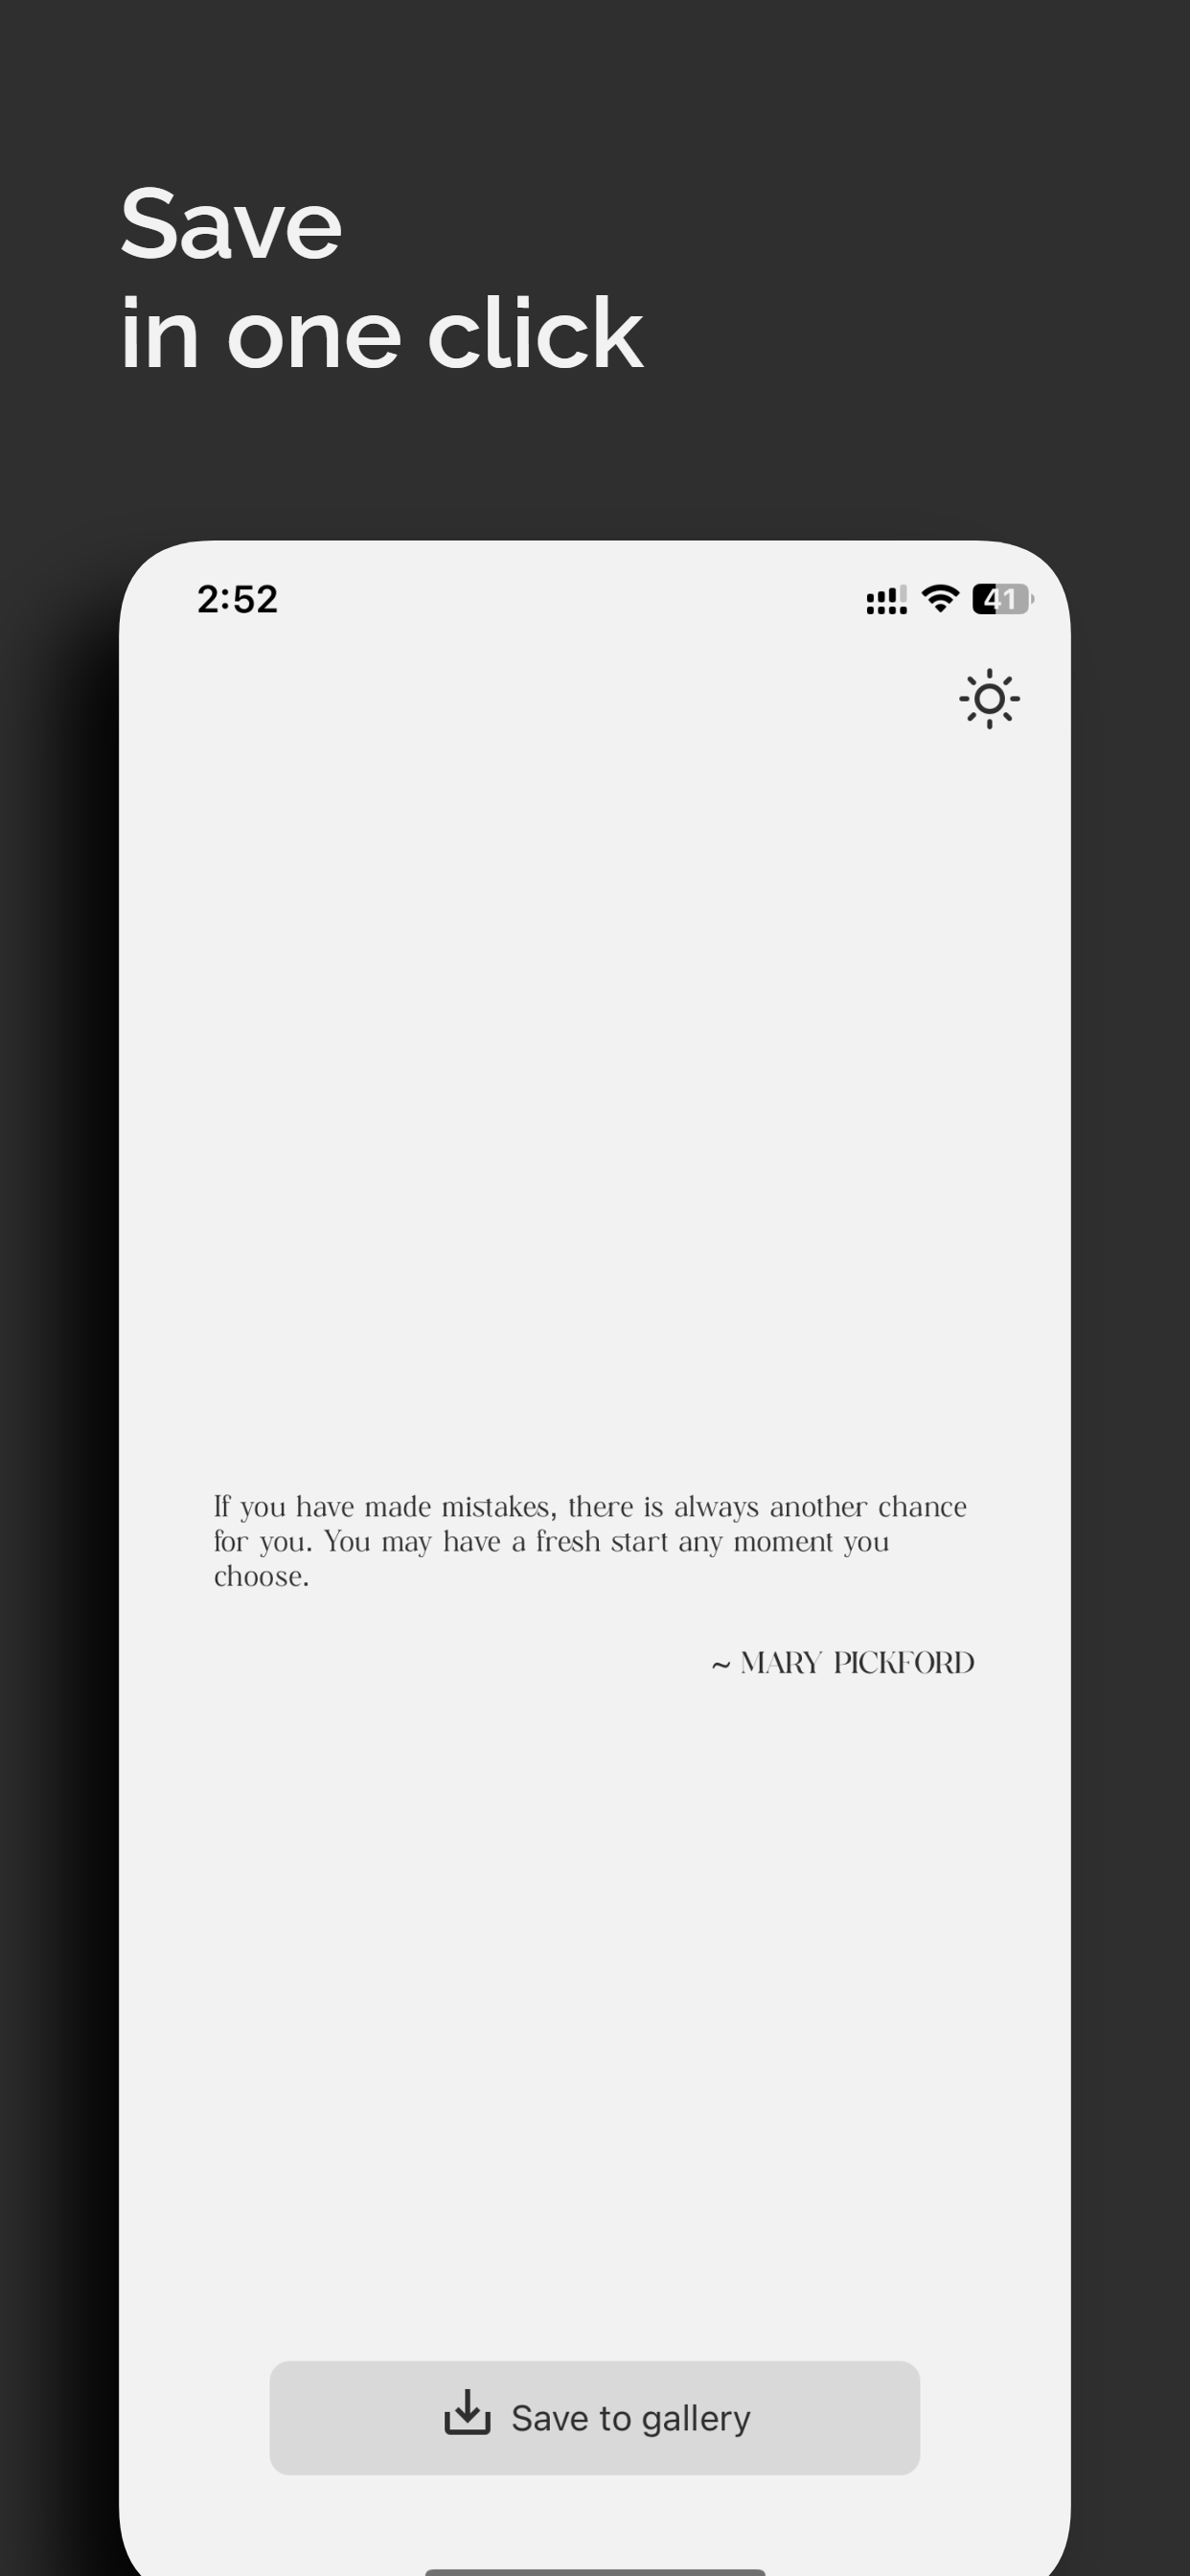 Save
in one click
2:52
41
If you have made mistakes, there is always another chance
for you. You may have a fresh start any moment you
choose.
~ MARY PICKFORD
Save to gallery